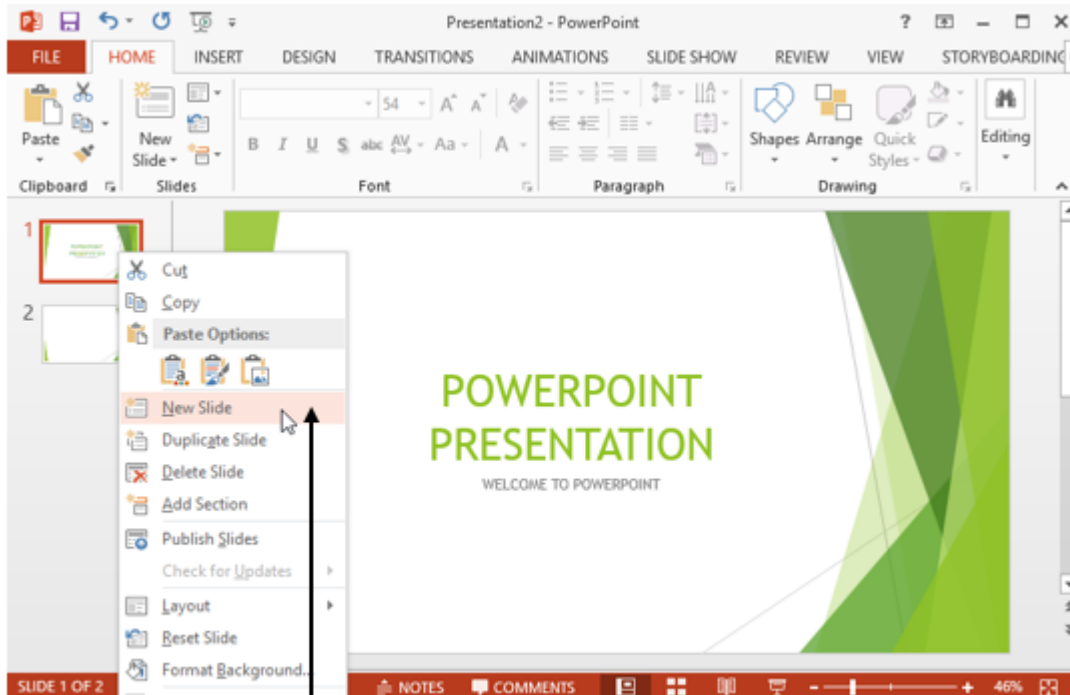 Presentation2 - PowerPoint
FILE HOME INSERT DESIGN TRANSITIONS ANIMATIONS SLIDE SHOW REVIEW VIEW STORYBOARDING
Paste New Slide 54 A A B I U S abc AV Aa A Shapes Arrange Quick Styles Editing
Clipboard Slides Font Paragraph Drawing
1
2
Cut
Copy
Paste Options:
New Slide
Duplicate Slide
Delete Slide
Add Section
Publish Slides
Check for Updates
Layout
Reset Slide
Format Background...
POWERPOINT
PRESENTATION
WELCOME TO POWERPOINT
SLIDE 1 OF 2 NOTES COMMENTS 46%